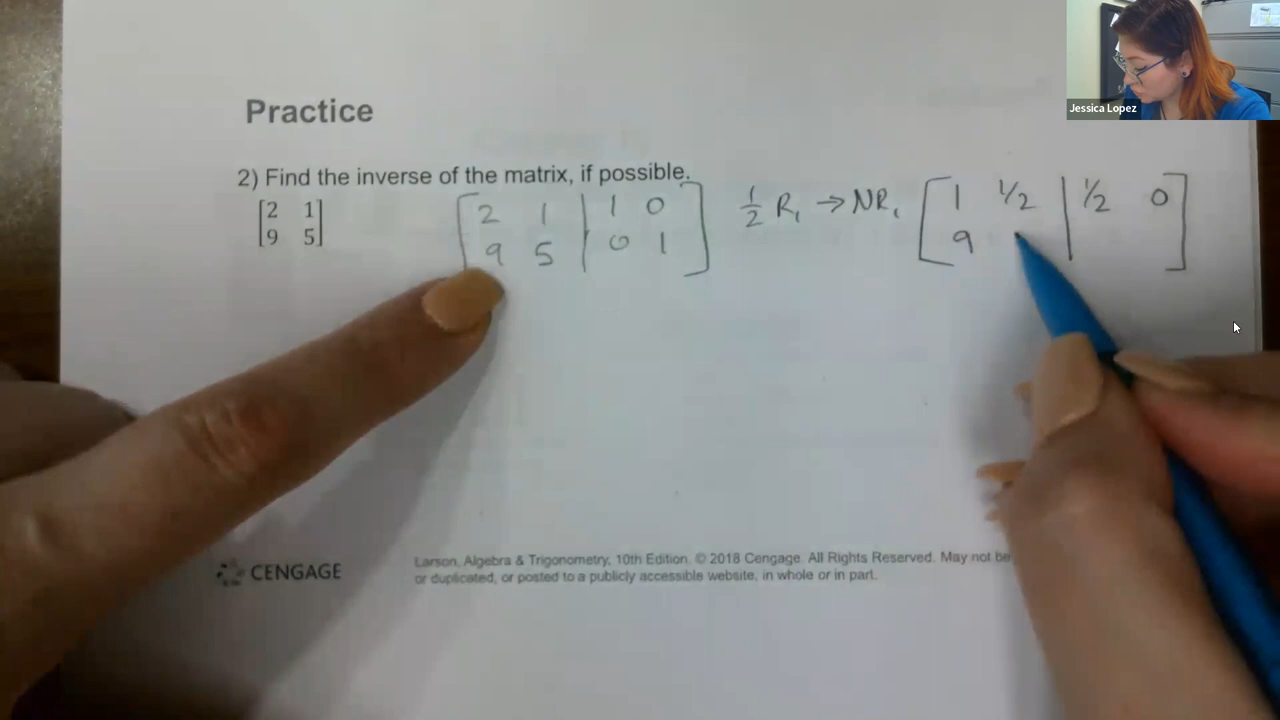 Jessica Lopez
Practice
2) Find the inverse of the matrix, if possible.
[2 1
9 5]
[2 1 | 1 0
9 5 | 0 1]
1/2 R₁ → NR₁
[1 1/2 | 1/2 0
9]
CENGAGE
Larson, Algebra & Trigonometry, 10th Edition. © 2018 Cengage. All Rights Reserved. May not be
or duplicated, or posted to a publicly accessible website, in whole or in part.